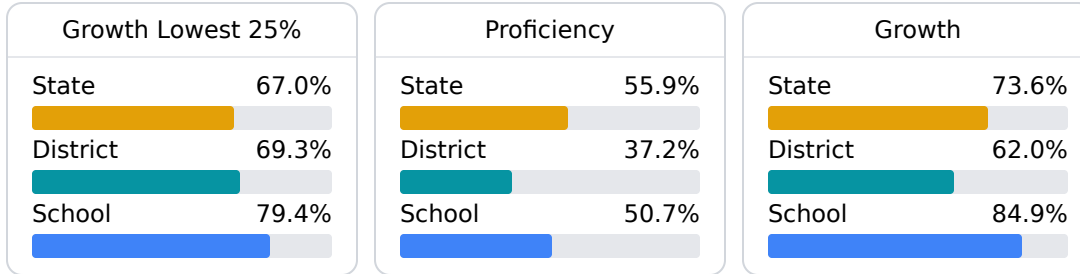 Growth Lowest 25%
State 67.0%
District 69.3%
School 79.4%
Proficiency
State 55.9%
District 37.2%
School 50.7%
Growth
State 73.6%
District 62.0%
School 84.9%